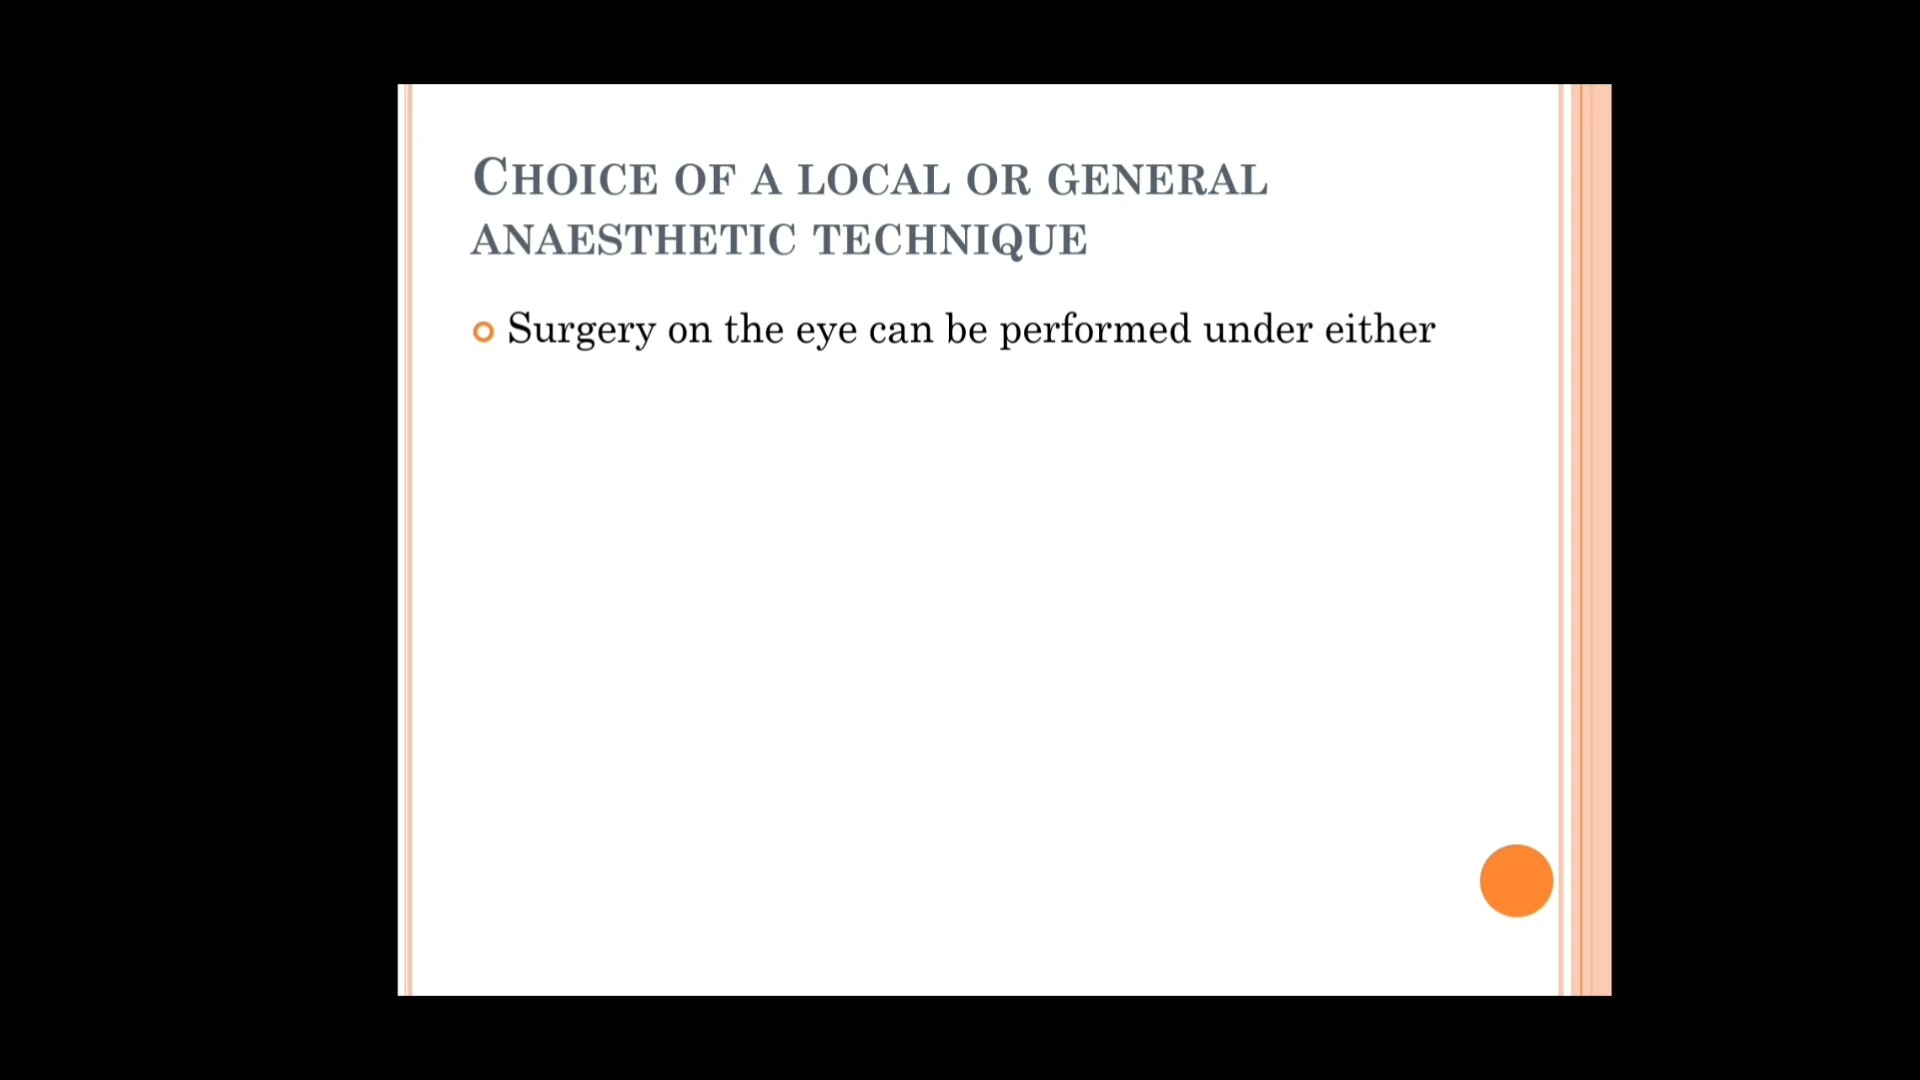 CHOICE OF A LOCAL OR GENERAL
ANAESTHETIC TECHNIQUE
Surgery on the eye can be performed under either